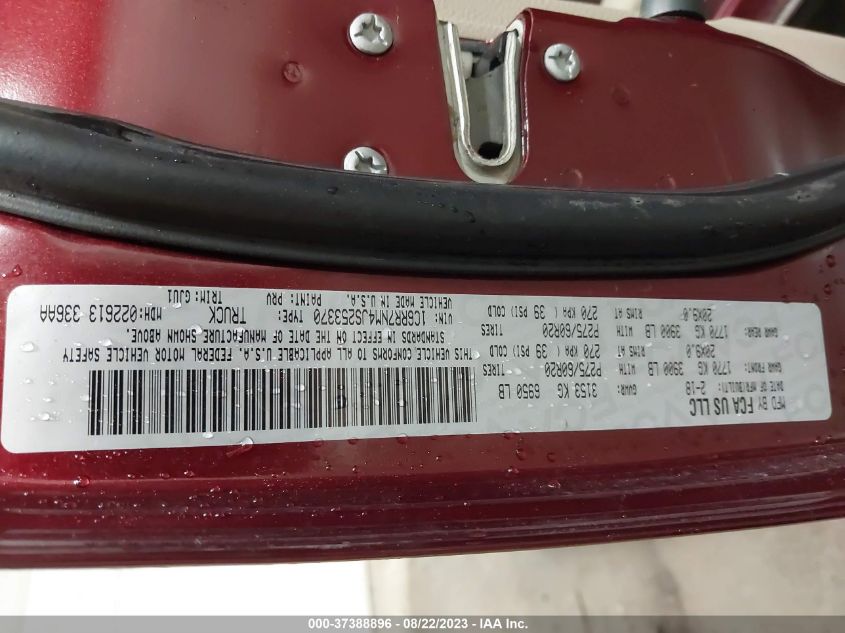 MFD BY FCA US LLC
DATE OF MFR(BUILT): 2-18 GVWR: 3153 KG 6950 LB
GAWR FRONT: 1770 KG 3900 LB WITH P275/60R20 TIRES
20X9.0 RIMS AT 270 KPA ( 39 PSI) COLD
GAWR REAR: 1770 KG 3900 LB WITH P275/60R20 TIRES
20X9.0 RIMS AT 270 KPA ( 39 PSI) COLD
THIS VEHICLE CONFORMS TO ALL APPLICABLE U.S.A. FEDERAL MOTOR VEHICLE SAFETY
STANDARDS IN EFFECT ON THE DATE OF MANUFACTURE SHOWN ABOVE.
VIN: 1C6RR7NM4JS253370 TYPE: TRUCK MDH:022613 336AA
VEHICLE MADE IN U.S.A. PAINT: PRV TRIM: GJU1
000-37388896 - 08/22/2023 - IAA Inc.